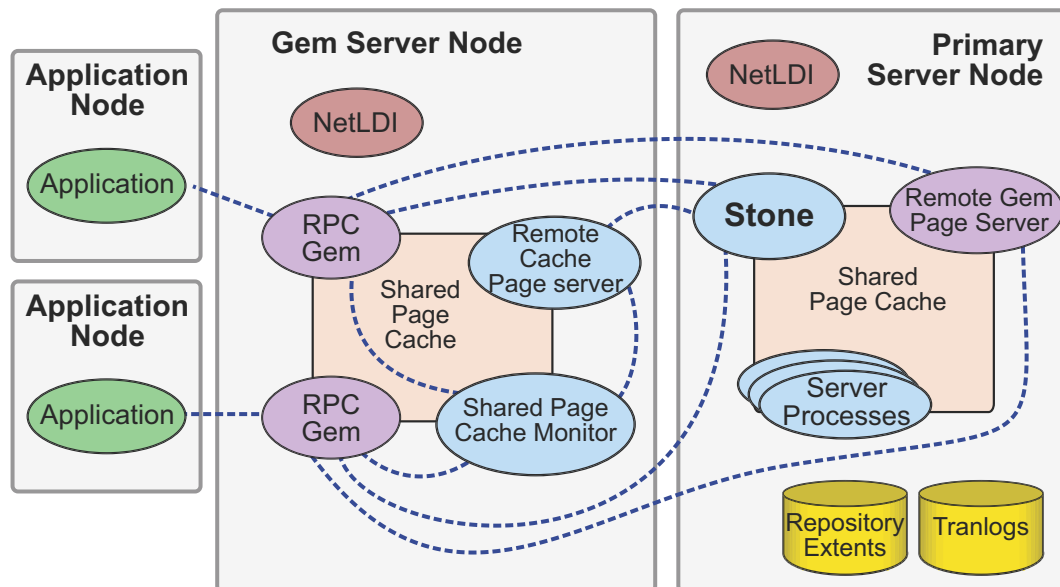 Application
Node
Application
Application
Node
Application
Gem Server Node
NetLDI
RPC
Gem
Remote
Cache
Page server
Shared
Page
Cache
RPC
Gem
Shared Page
Cache Monitor
Primary
Server Node
NetLDI
Stone
Remote Gem
Page Server
Shared
Page Cache
Server
Processes
Repository
Extents
Tranlogs